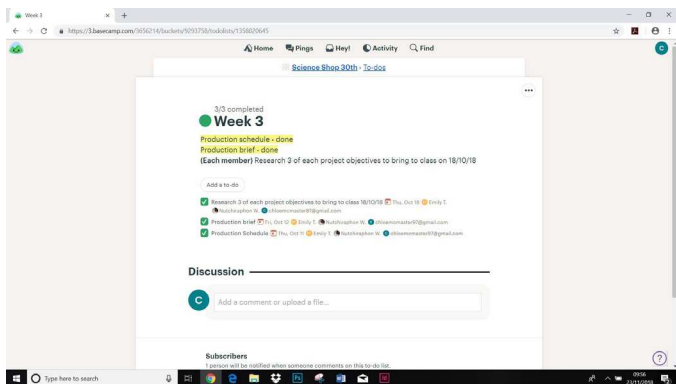 Week 3
https://3.basecamp.com/3656214/buckets/9293758/todolists/1358020645
Home Pings Hey! Activity Find
C
Science Shop 30th › To-dos
3/3 completed
Week 3
Production schedule - done
Production brief - done
(Each member) Research 3 of each project objectives to bring to class on 18/10/18
Add a to-do
Research 3 of each project objectives to bring to class 18/10/18 Thu, Oct 18 Emily T.
Nutchraphon W. chloemcmaster97@gmail.com
Production brief Fri, Oct 12 Emily T. Nutchraphon W. chloemcmaster97@gmail.com
Production Schedule Thu, Oct 11 Emily T. Nutchraphon W. chloemcmaster97@gmail.com
Discussion
C
Add a comment or upload a file...
Subscribers
1 person will be notified when someone comments on this to-do list.
Type here to search
09:56
23/11/2018